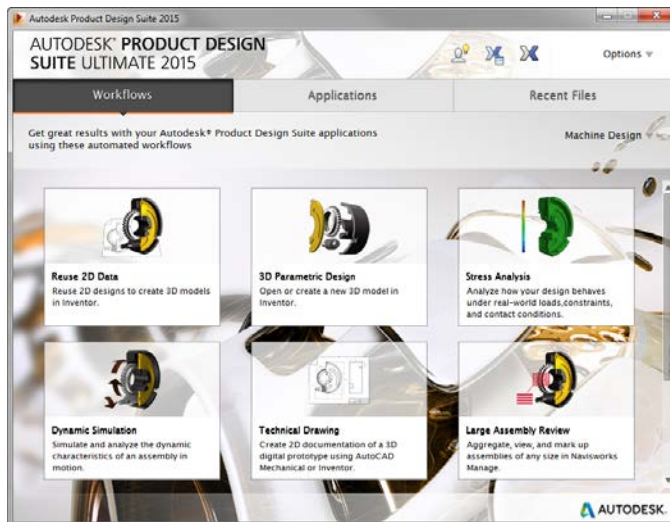 Autodesk Product Design Suite 2015
AUTODESK® PRODUCT DESIGN
SUITE ULTIMATE 2015
Options
Workflows
Applications
Recent Files
Get great results with your Autodesk® Product Design Suite applications
using these automated workflows
Machine Design
Reuse 2D Data
Reuse 2D designs to create 3D models
in Inventor.
3D Parametric Design
Open or create a new 3D model in
Inventor.
Stress Analysis
Analyze how your design behaves
under real-world loads,constraints,
and contact conditions.
Dynamic Simulation
Simulate and analyze the dynamic
characteristics of an assembly in
motion.
Technical Drawing
Create 2D documentation of a 3D
digital prototype using AutoCAD
Mechanical or Inventor.
Large Assembly Review
Aggregate, view, and mark up
assemblies of any size in Navisworks
Manage.
AUTODESK.